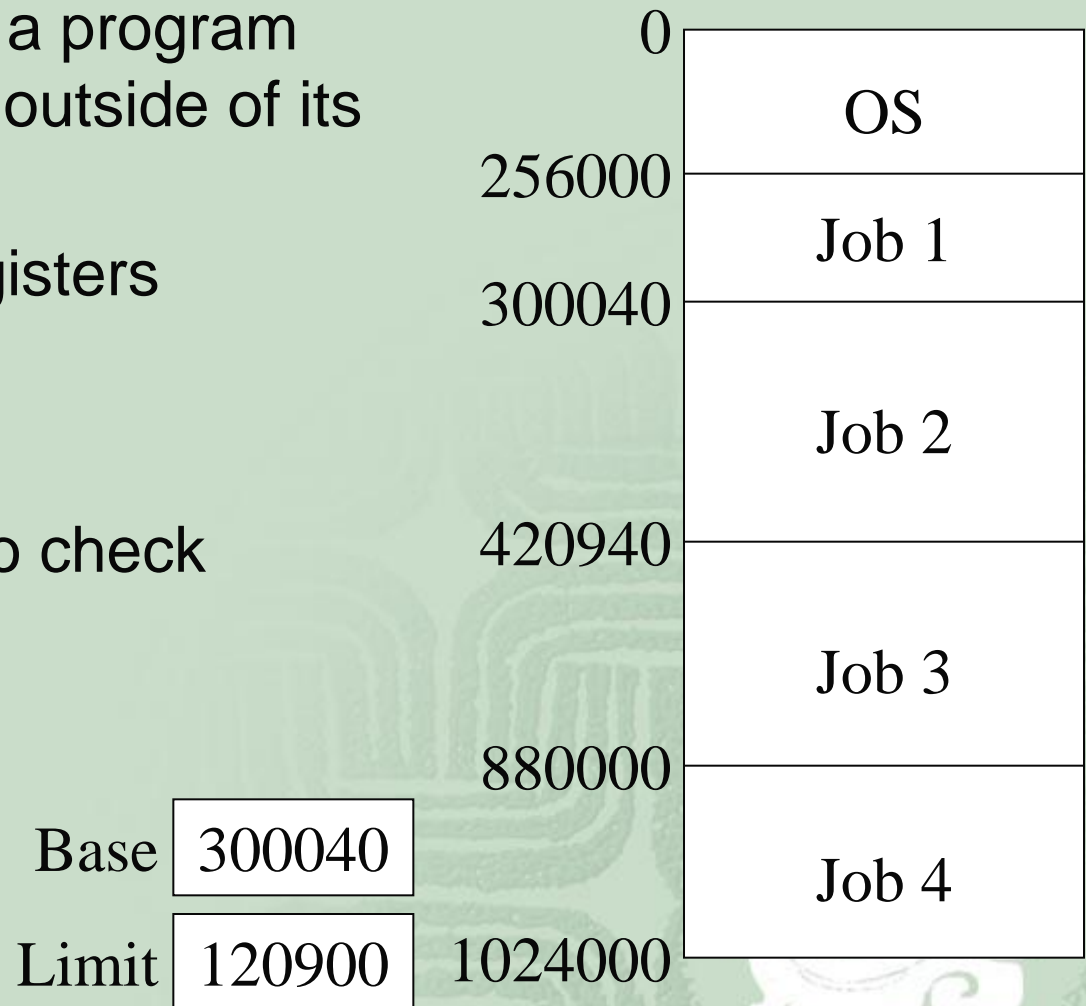 a program
outside of its
gisters
o check
0
OS
256000
Job 1
300040
Job 2
420940
Job 3
880000
Job 4
1024000
Base 300040
Limit 120900